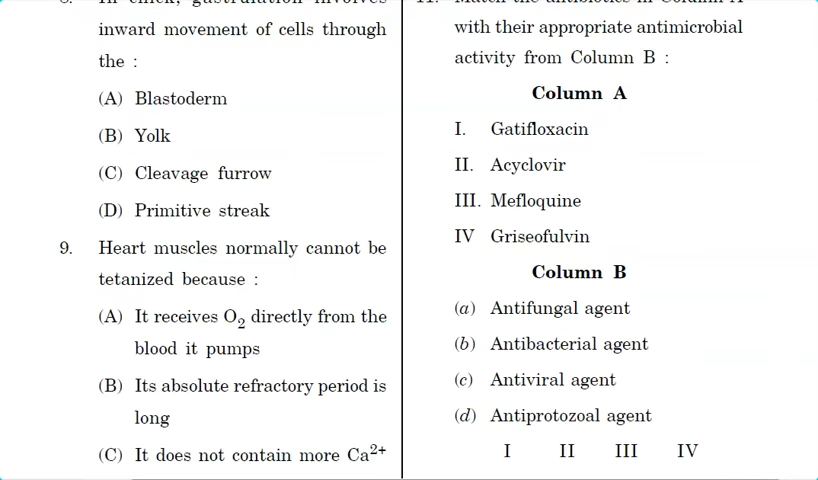 inward movement of cells through
the :
(A) Blastoderm
(B) Yolk
(C) Cleavage furrow
(D) Primitive streak
9. Heart muscles normally cannot be
tetanized because :
(A) It receives O2 directly from the
blood it pumps
(B) Its absolute refractory period is
long
(C) It does not contain more Ca2+
with their appropriate antimicrobial
activity from Column B :
Column A
I. Gatifloxacin
II. Acyclovir
III. Mefloquine
IV Griseofulvin
Column B
(a) Antifungal agent
(b) Antibacterial agent
(c) Antiviral agent
(d) Antiprotozoal agent
I II III IV